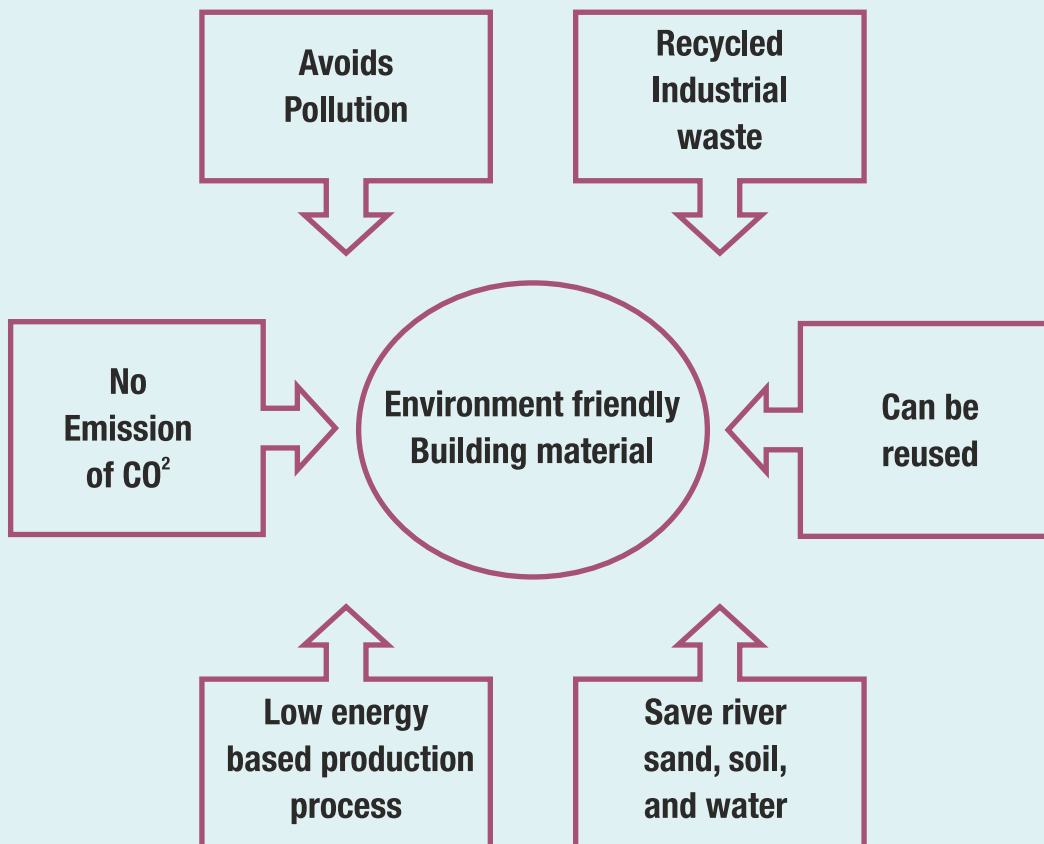 Avoids
Pollution
Recycled
Industrial
waste
No
Emission
of CO²
Environment friendly
Building material
Can be
reused
Low energy
based production
process
Save river
sand, soil,
and water